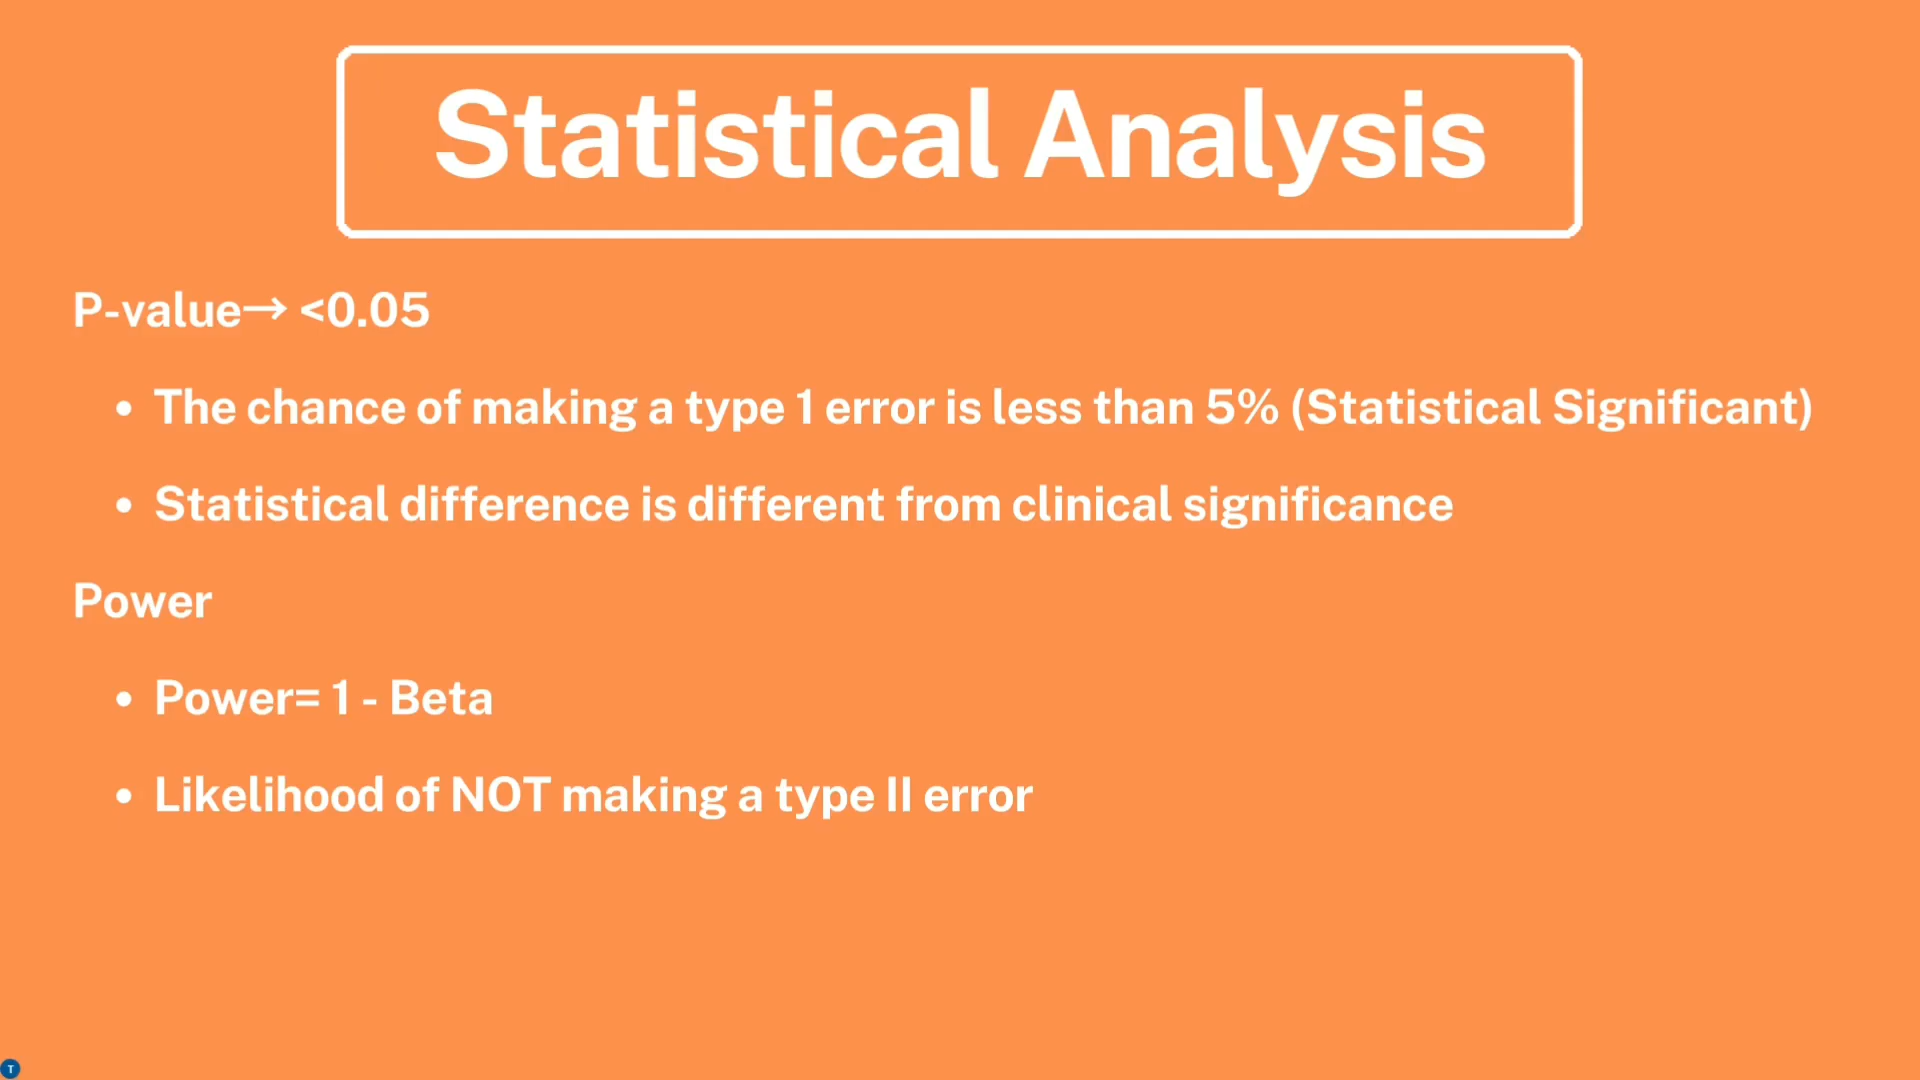 Statistical Analysis
P-value→ <0.05
• The chance of making a type 1 error is less than 5% (Statistical Significant)
• Statistical difference is different from clinical significance
Power
• Power= 1 - Beta
• Likelihood of NOT making a type II error
T